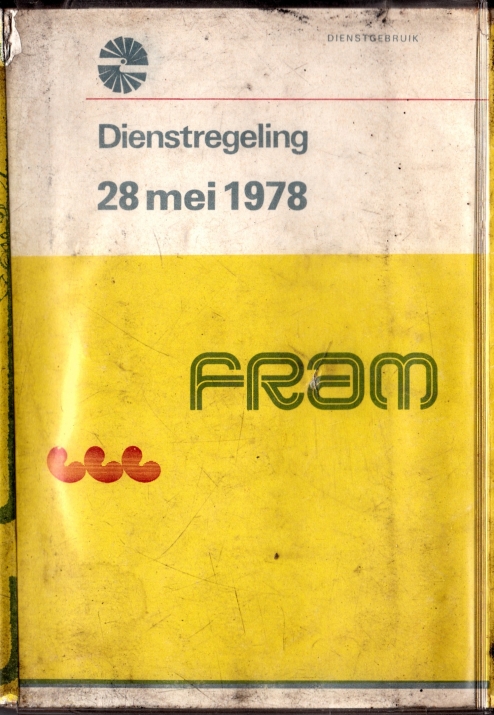 DIENSTGEBRUIK
Dienstregeling
28 mei 1978
FRAM